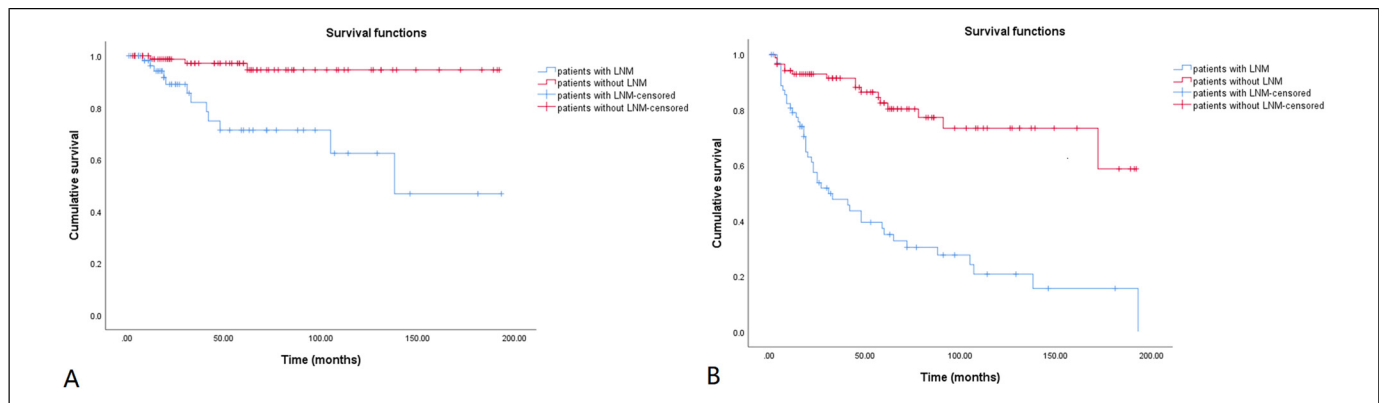 Survival functions
1.0
0.8
0.6
0.4
0.2
0.0
Cumulative survival
.00 50.00 100.00 150.00 200.00
Time (months)
patients with LNM
patients without LNM
patients with LNM-censored
patients without LNM-censored
A
Survival functions
1.0
0.8
0.6
0.4
0.2
0.0
Cumulative survival
.00 50.00 100.00 150.00 200.00
Time (months)
patients with LNM
patients without LNM
patients with LNM-censored
patients without LNM-censored
B